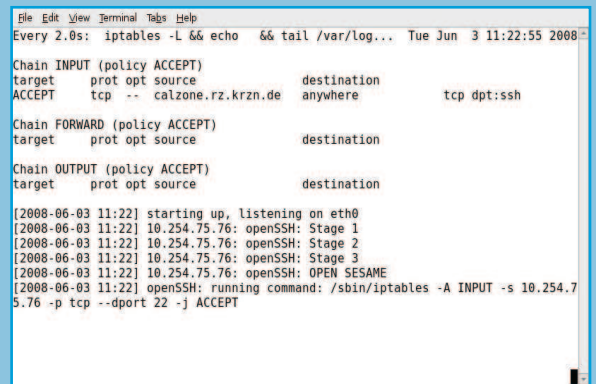 File Edit View Terminal Tabs Help
Every 2.0s: iptables -L && echo && tail /var/log... Tue Jun 3 11:22:55 2008
Chain INPUT (policy ACCEPT)
target prot opt source destination
ACCEPT tcp -- calzone.rz.krzn.de anywhere tcp dpt:ssh
Chain FORWARD (policy ACCEPT)
target prot opt source destination
Chain OUTPUT (policy ACCEPT)
target prot opt source destination
[2008-06-03 11:22] starting up, listening on eth0
[2008-06-03 11:22] 10.254.75.76: openSSH: Stage 1
[2008-06-03 11:22] 10.254.75.76: openSSH: Stage 2
[2008-06-03 11:22] 10.254.75.76: openSSH: Stage 3
[2008-06-03 11:22] 10.254.75.76: openSSH: OPEN SESAME
[2008-06-03 11:22] openSSH: running command: /sbin/iptables -A INPUT -s 10.254.7
5.76 -p tcp --dport 22 -j ACCEPT